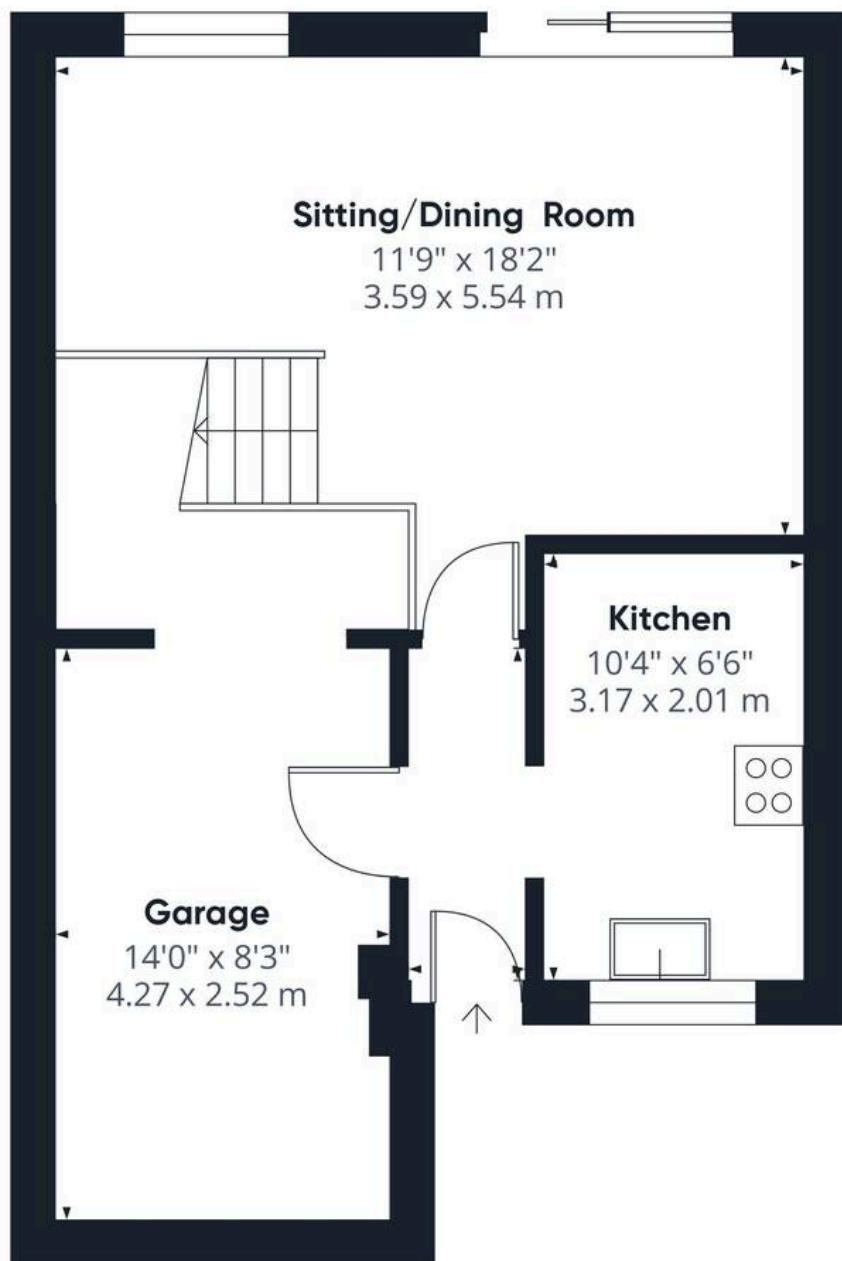 Sitting/Dining Room
11'9" x 18'2"
3.59 x 5.54 m
Kitchen
10'4" x 6'6"
3.17 x 2.01 m
Garage
14'0" x 8'3"
4.27 x 2.52 m